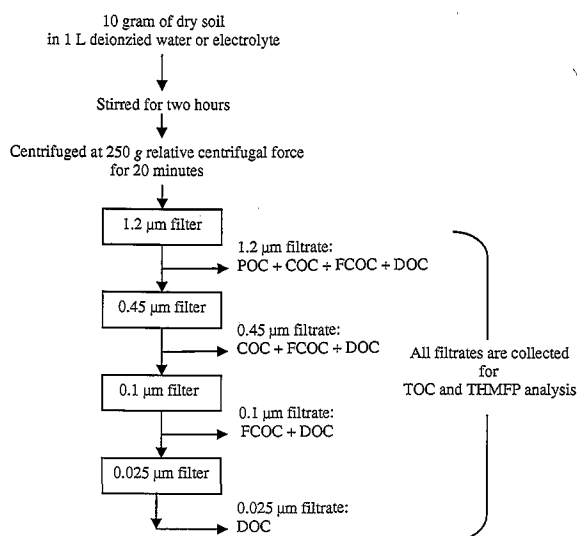 10 gram of dry soil
in 1 L deionzied water or electrolyte
Stirred for two hours
Centrifuged at 250 g relative centrifugal force
for 20 minutes
1.2 µm filter
1.2 µm filtrate:
POC + COC + FCOC + DOC
0.45 µm filter
0.45 µm filtrate:
COC + FCOC + DOC
0.1 µm filter
0.1 µm filtrate:
FCOC + DOC
0.025 µm filter
0.025 µm filtrate:
DOC
All filtrates are collected
for
TOC and THMFP analysis